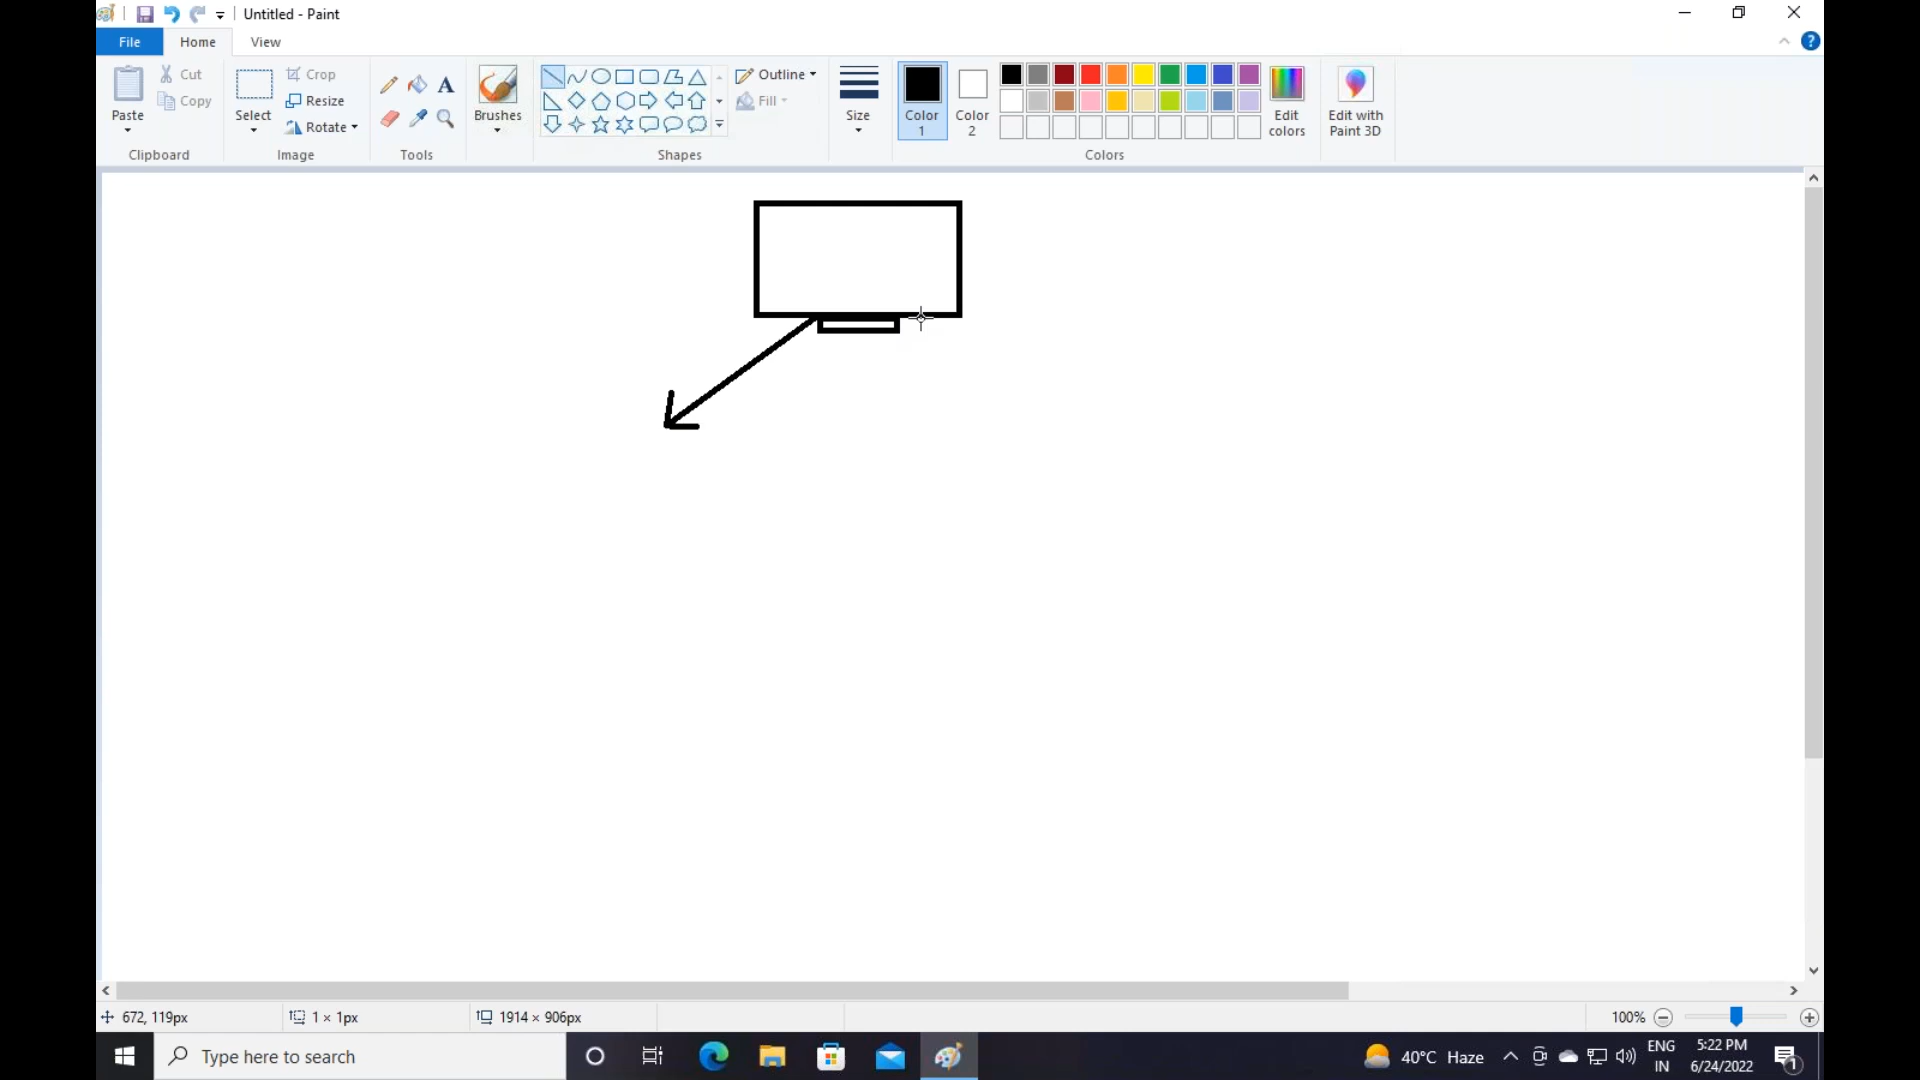 Untitled - Paint
File Home View
Paste Cut Copy Clipboard
Select Crop Resize Rotate Image
Tools
Brushes
Shapes
Outline Fill
Size
Color 1
Color 2
Edit colors
Colors
Edit with Paint 3D
672, 119px 1 × 1px 1914 × 906px 100%
Type here to search
40°C Haze
ENG IN
5:22 PM
6/24/2022
1